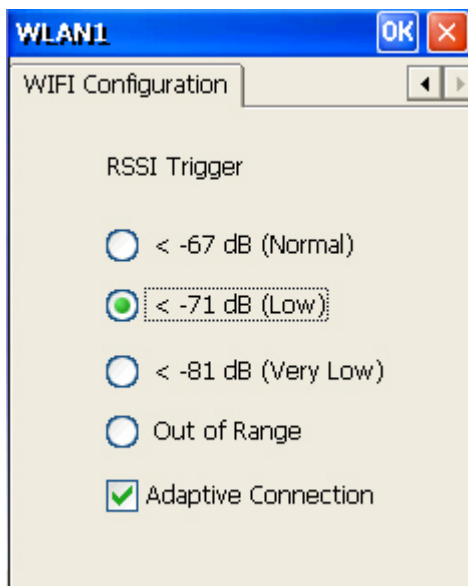 WLAN1 OK
WIFI Configuration
RSSI Trigger
< -67 dB (Normal)
< -71 dB (Low)
< -81 dB (Very Low)
Out of Range
Adaptive Connection